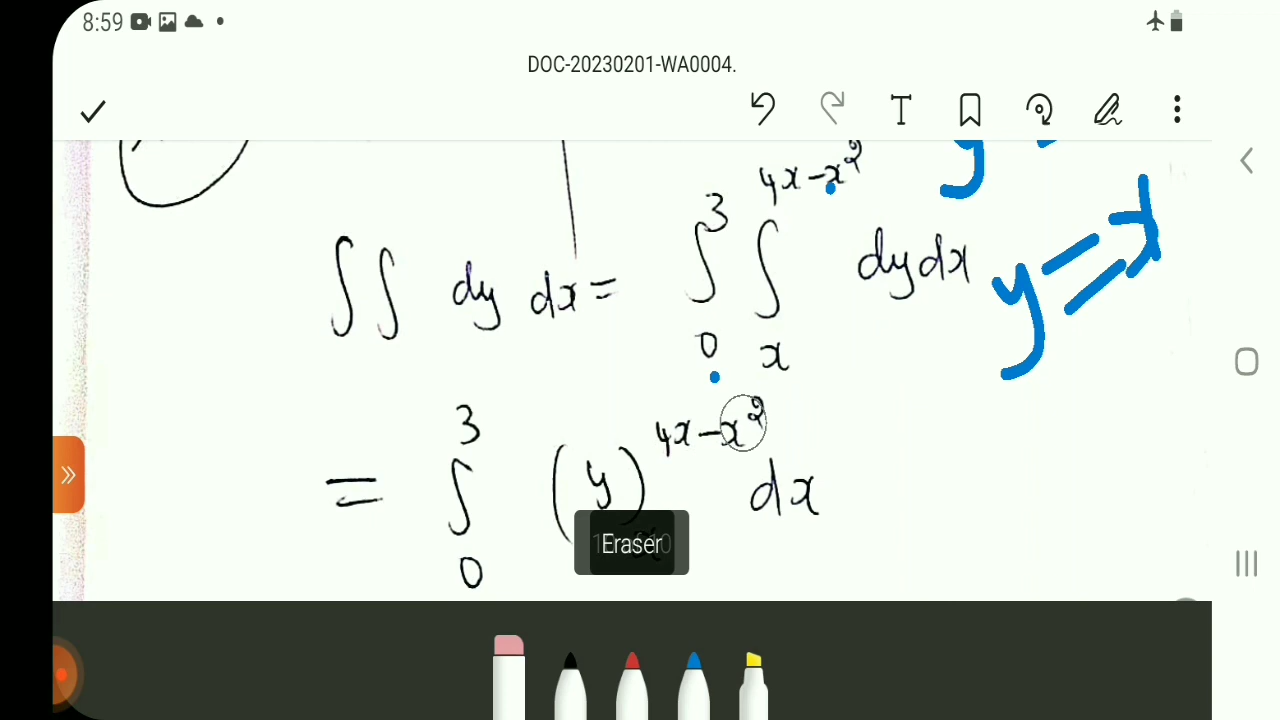 8:59
DOC-20230201-WA0004.
T
y =
∫∫ dy dx = ∫₀³ ∫ₓ^{4x-x²} dy dx
y = x
= ∫₀³ (y)ₓ^{4x-x²} dx
Eraser